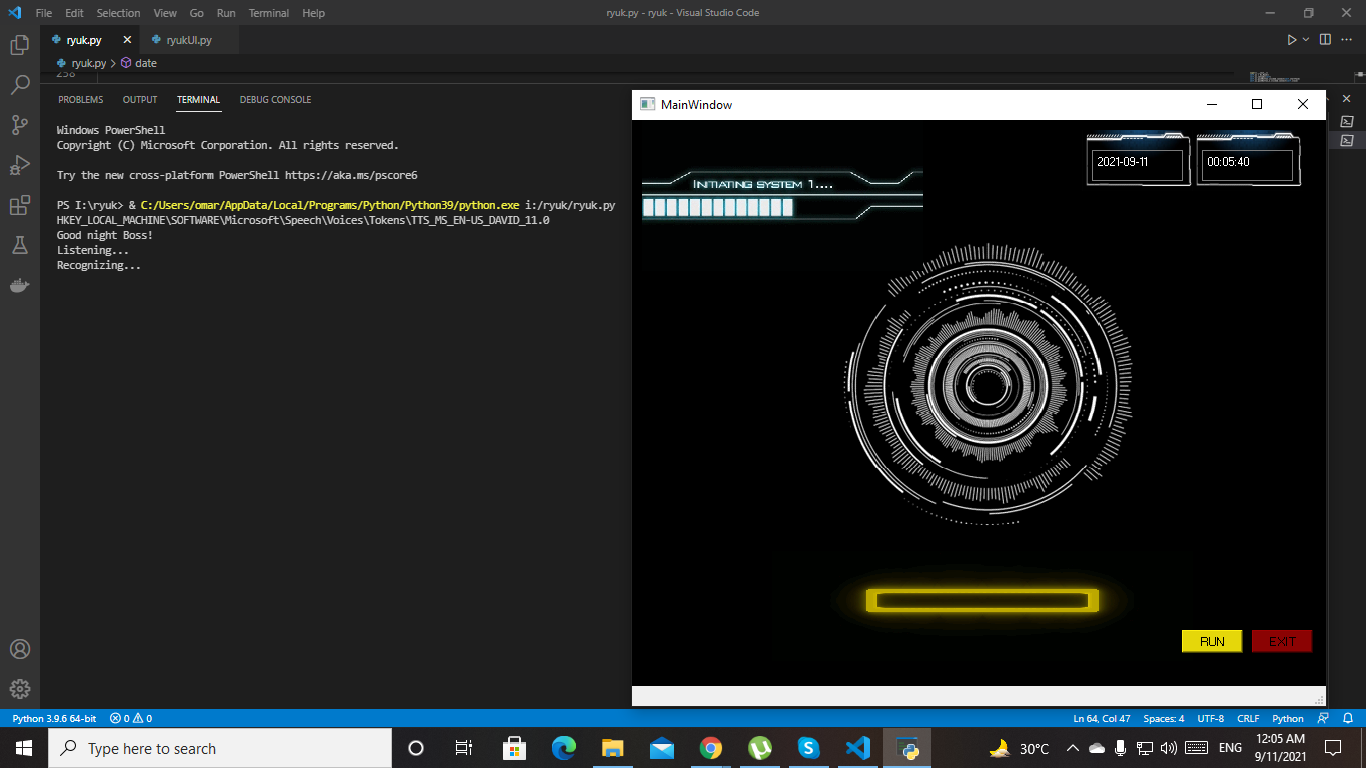 File Edit Selection View Go Run Terminal Help
ryuk.py - ryuk - Visual Studio Code
ryuk.py
ryukUI.py
ryuk.py > date
258
PROBLEMS OUTPUT TERMINAL DEBUG CONSOLE
Windows PowerShell
Copyright (C) Microsoft Corporation. All rights reserved.
Try the new cross-platform PowerShell https://aka.ms/pscore6
PS I:\ryuk> & C:/Users/omar/AppData/Local/Programs/Python/Python39/python.exe i:/ryuk/ryuk.py
HKEY_LOCAL_MACHINE\SOFTWARE\Microsoft\Speech\Voices\Tokens\TTS_MS_EN-US_DAVID_11.0
Good night Boss!
Listening...
Recognizing...
MainWindow
INITIATING SYSTEM 1....
2021-09-11
00:05:40
RUN
EXIT
Python 3.9.6 64-bit
0 0
Ln 64, Col 47 Spaces: 4 UTF-8 CRLF Python
Type here to search
30°C
ENG
12:05 AM
9/11/2021